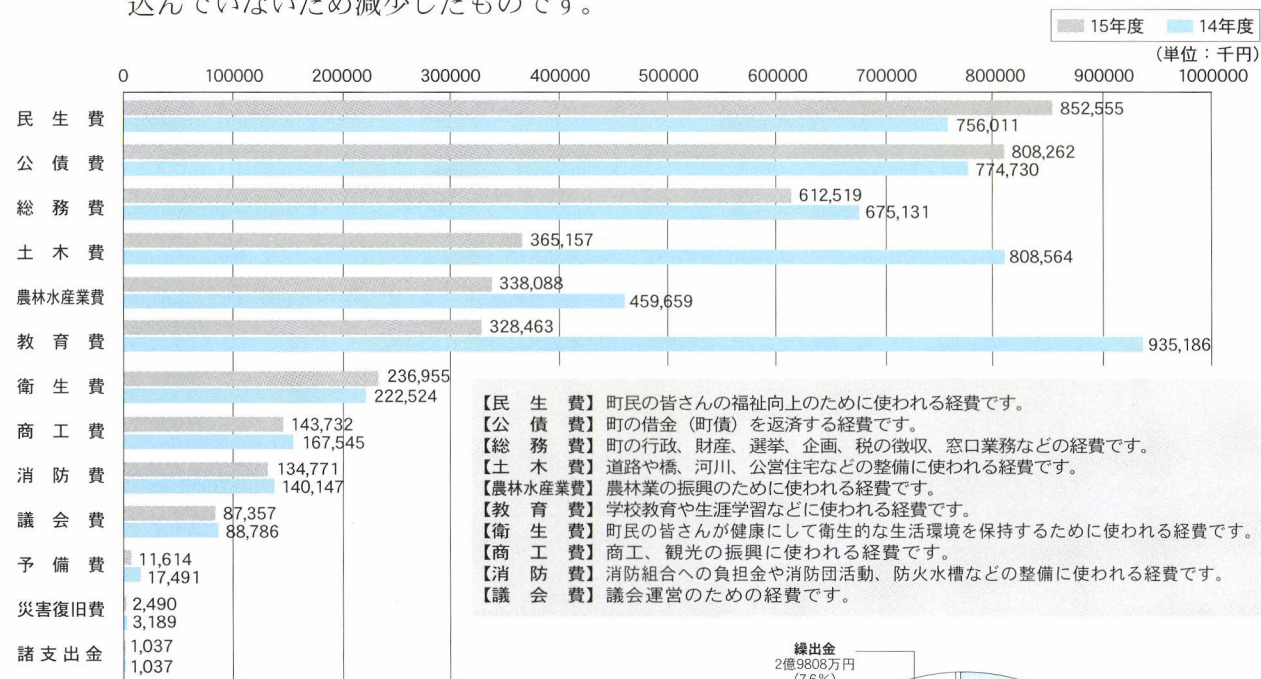 込んでいないため減少したものです。
15年度 14年度
(単位：千円)
0 100000 200000 300000 400000 500000 600000 700000 800000 900000 1000000
民生費 852,555
756,011
公債費 808,262
774,730
総務費 612,519
675,131
土木費 365,157
808,564
農林水産業費 338,088
459,659
教育費 328,463
935,186
衛生費 236,955
222,524
商工費 143,732
167,545
消防費 134,771
140,147
議会費 87,357
88,786
予備費 11,614
17,491
災害復旧費 2,490
3,189
諸支出金 1,037
1,037
【民生費】町民の皆さんの福祉向上のために使われる経費です。
【公債費】町の借金（町債）を返済する経費です。
【総務費】町の行政、財産、選挙、企画、税の徴収、窓口業務などの経費です。
【土木費】道路や橋、河川、公営住宅などの整備に使われる経費です。
【農林水産業費】農林業の振興のために使われる経費です。
【教育費】学校教育や生涯学習などに使われる経費です。
【衛生費】町民の皆さんが健康にして衛生的な生活環境を保持するために使われる経費です。
【商工費】商工、観光の振興に使われる経費です。
【消防費】消防組合への負担金や消防団活動、防火水槽などの整備に使われる経費です。
【議会費】議会運営のための経費です。
繰出金
2億9808万円
(7.6%)